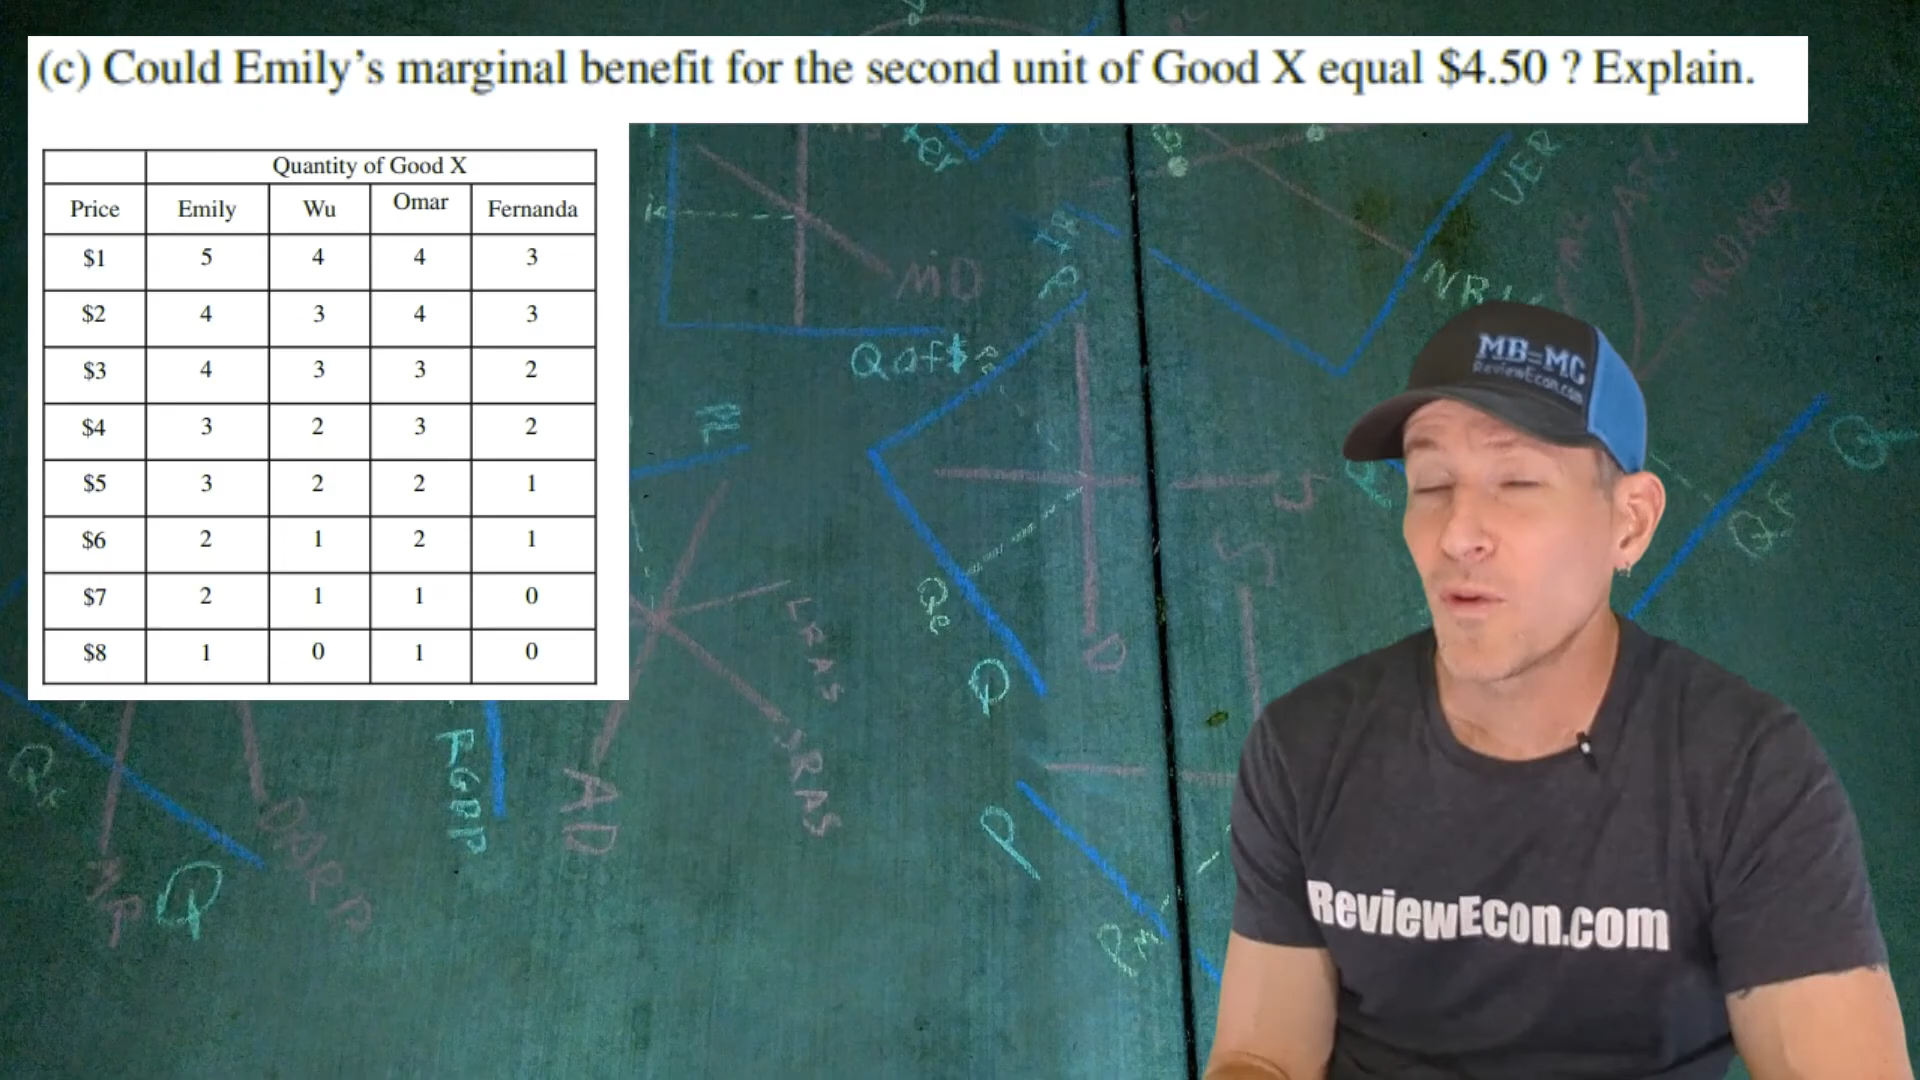 (c) Could Emily's marginal benefit for the second unit of Good X equal $4.50 ? Explain.
Quantity of Good X
Price Emily Wu Omar Fernanda
$1 5 4 4 3
$2 4 3 4 3
$3 4 3 3 2
$4 3 2 3 2
$5 3 2 2 1
$6 2 1 2 1
$7 2 1 1 0
$8 1 0 1 0
MB=MC
ReviewEcon.com
ReviewEcon.com
MD
Q of $
VER
S
Qe
Q
D
P
LRAS
SRAS
AD
Q